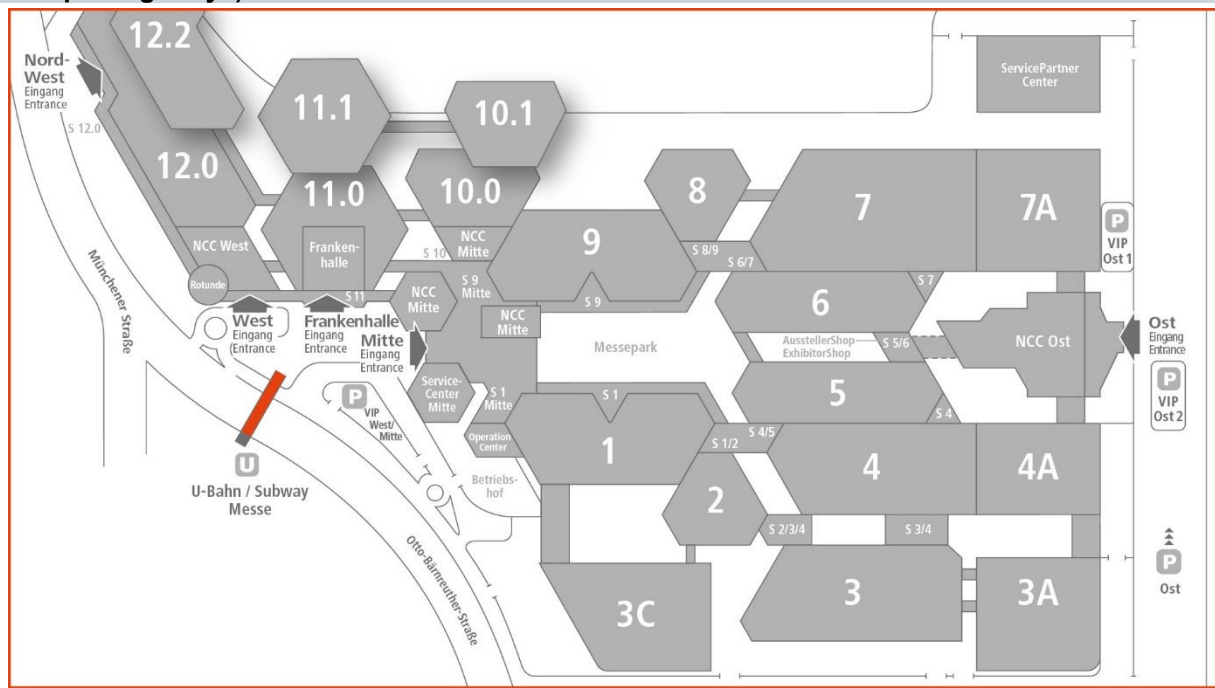 12.2
Nord-
West
Eingang
Entrance
S 12.0
12.0
11.1
10.1
11.0
10.0
NCC West
Franken-
halle
S 10
NCC
Mitte
Rotunde
S 11
NCC
Mitte
S 9
Mitte
NCC
Mitte
9
S 9
8
S 8/9
S 6/7
7
7A
ServicePartner
Center
P
VIP
Ost 1
6
S 7
AusstellerShop
ExhibitorShop
S 5/6
NCC Ost
Ost
Eingang
Entrance
P
VIP
Ost 2
Messepark
5
S 4
Münchener Straße
West
Eingang
Entrance
Frankenhalle
Eingang
Entrance
Mitte
Eingang
Entrance
Service-
Center
Mitte
S 1
Mitte
S 1
Operation
Center
1
S 4/5
S 1/2
4
4A
P
VIP
West/
Mitte
U
U-Bahn / Subway
Messe
Betriebs-
hof
2
S 2/3/4
S 3/4
Otto-Bärnreuther-Straße
3C
3
3A
P
Ost